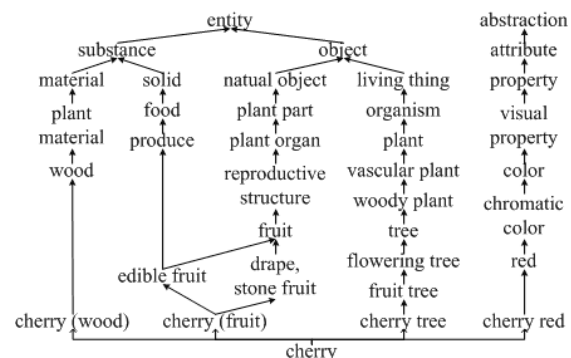 entity
abstraction
substance
object
attribute
material
solid
natual object
living thing
property
plant
material
food
plant part
organism
visual
property
produce
plant organ
plant
wood
reproductive
structure
vascular plant
color
woody plant
chromatic
color
fruit
tree
edible fruit
drape,
stone fruit
flowering tree
red
fruit tree
cherry (wood)
cherry (fruit)
cherry tree
cherry red
cherry